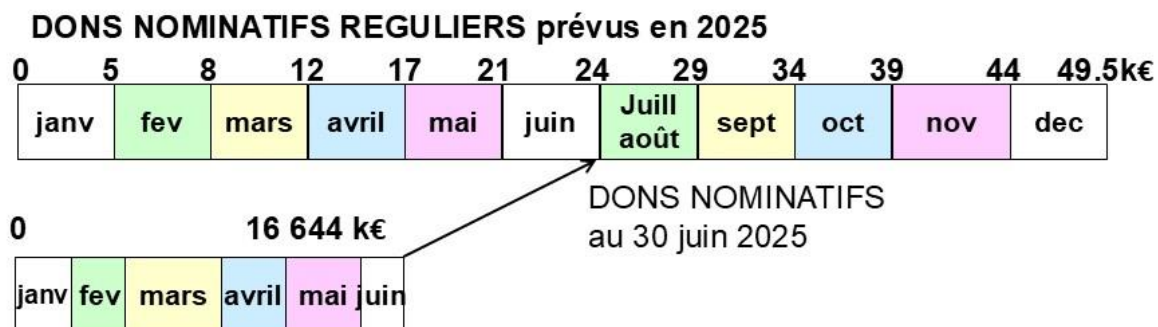 DONS NOMINATIFS REGULIERS prévus en 2025
0 5 8 12 17 21 24 29 34 39 44 49.5k€
janv fev mars avril mai juin Juill août sept oct nov dec
DONS NOMINATIFS
au 30 juin 2025
0 16 644 k€
janv fev mars avril mai juin